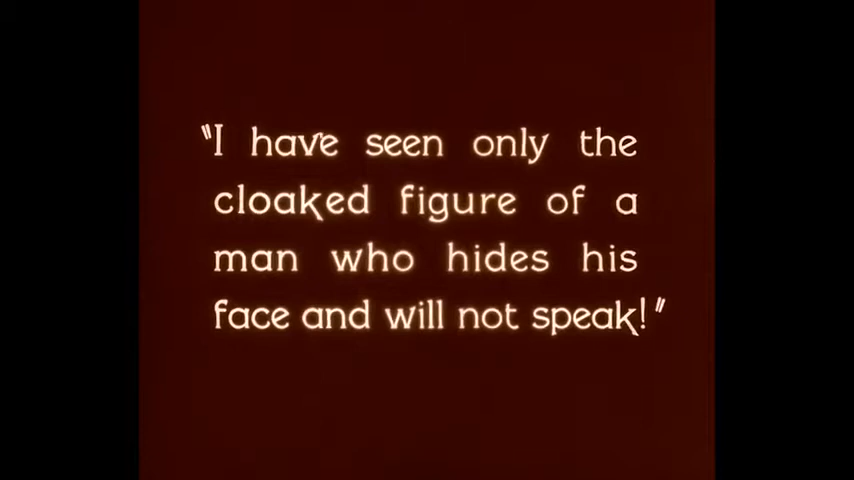 "I have seen only the
cloaked figure of a
man who hides his
face and will not speak!"